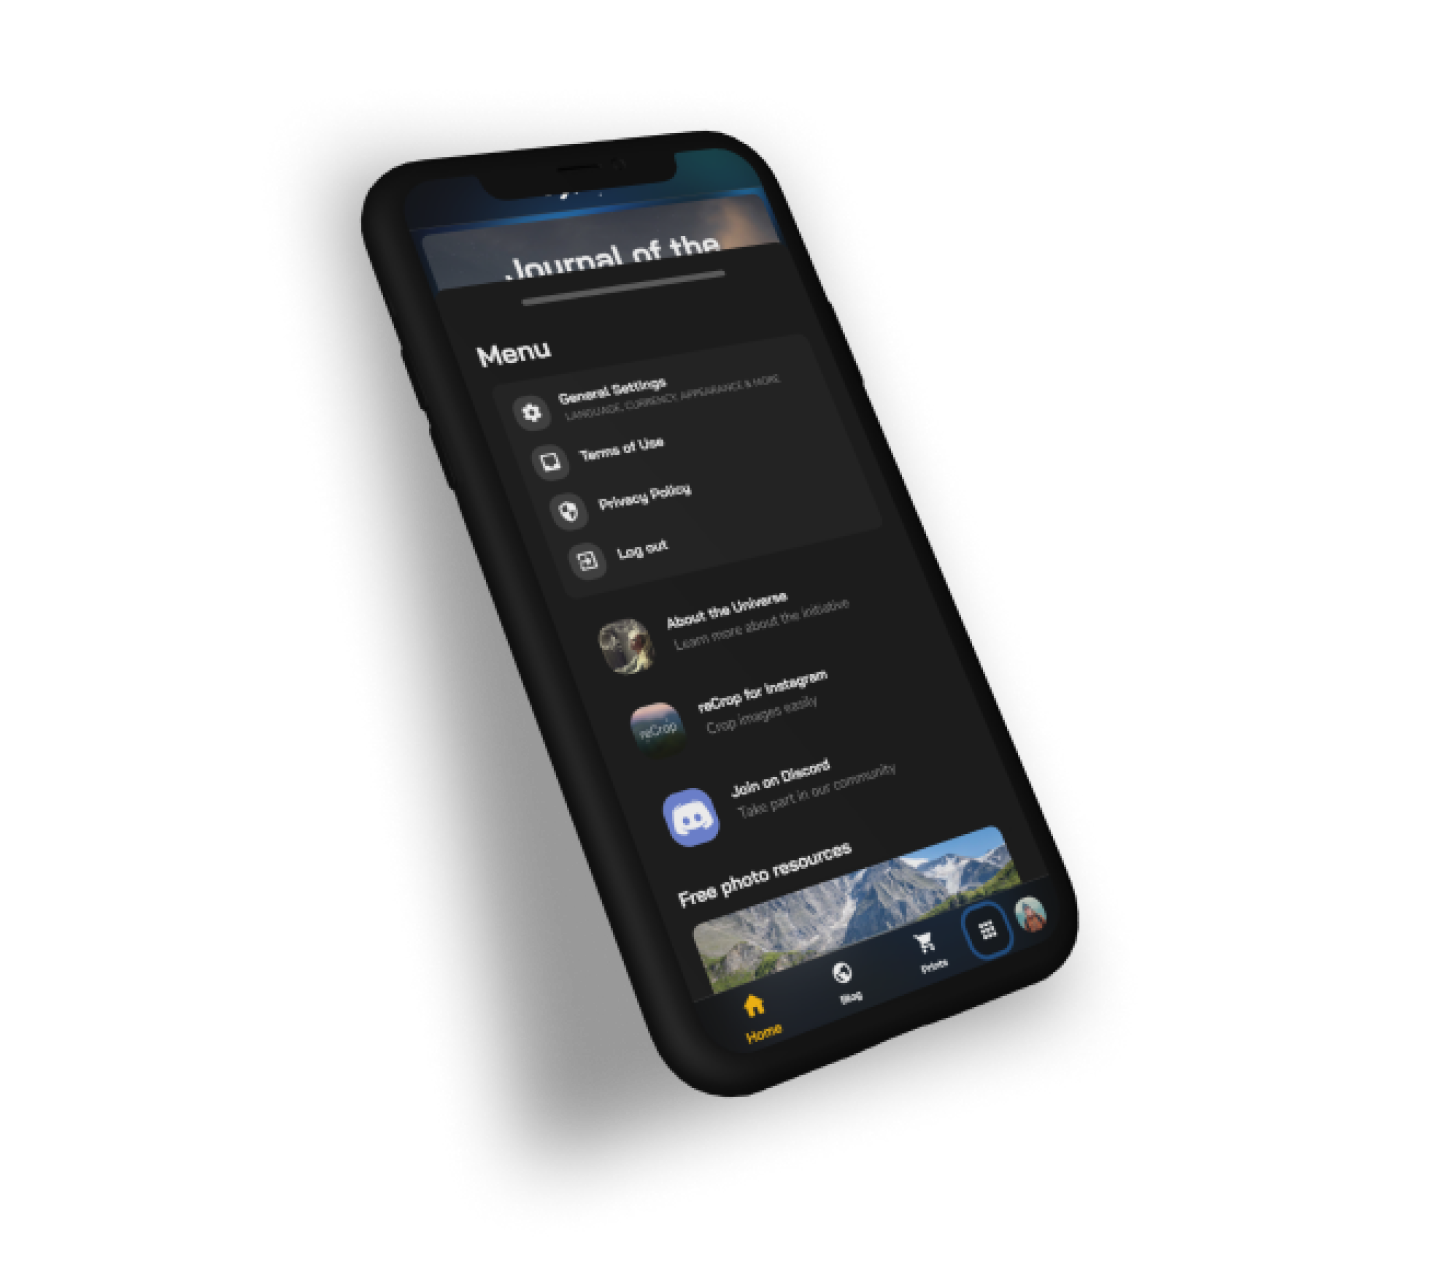 Journal of the
Menu
General Settings
LANGUAGE, CURRENCY, APPEARANCE & MORE
Terms of Use
Privacy Policy
Log out
About the Universe
Learn more about the initiative
reCrop
reCrop for Instagram
Crop images easily
Join on Discord
Take part in our community
Free photo resources
Home
Blog
Prints